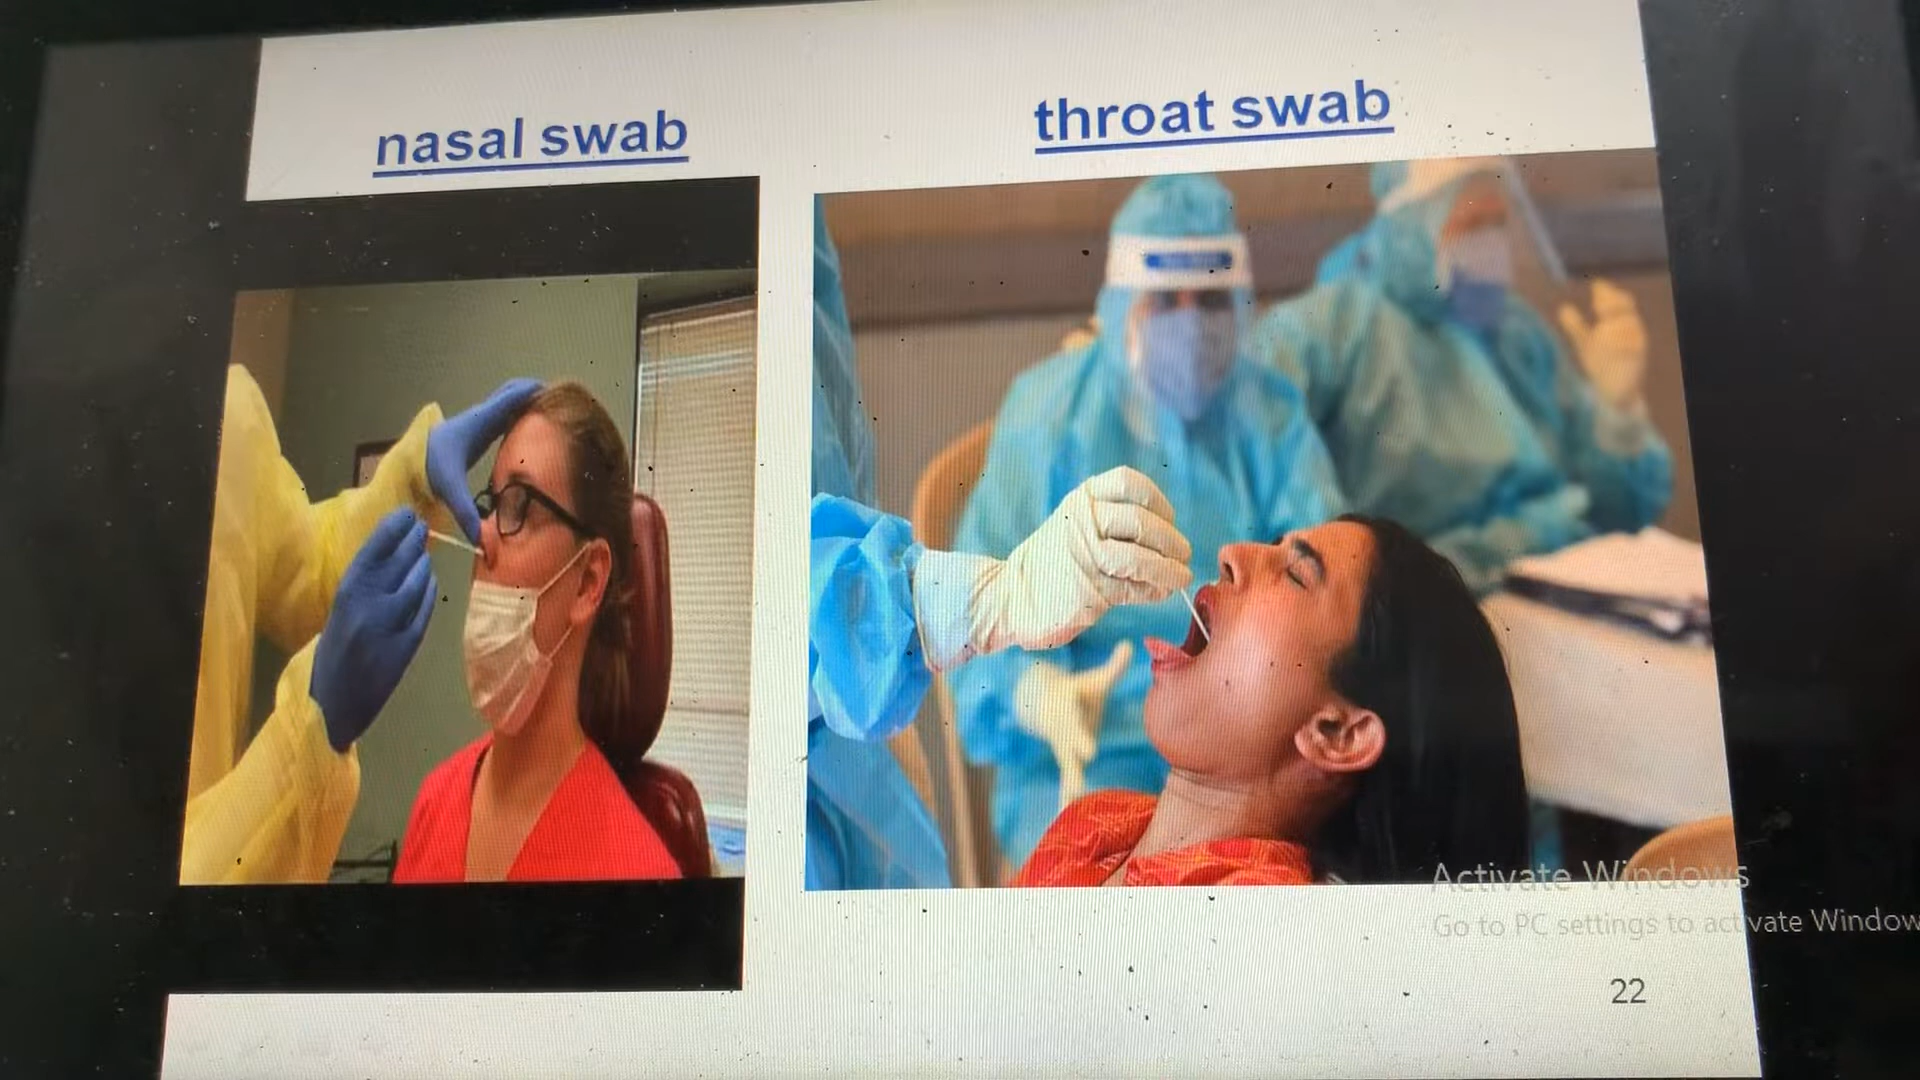 nasal swab
throat swab
Activate Windows
Go to PC settings to activate Window
22